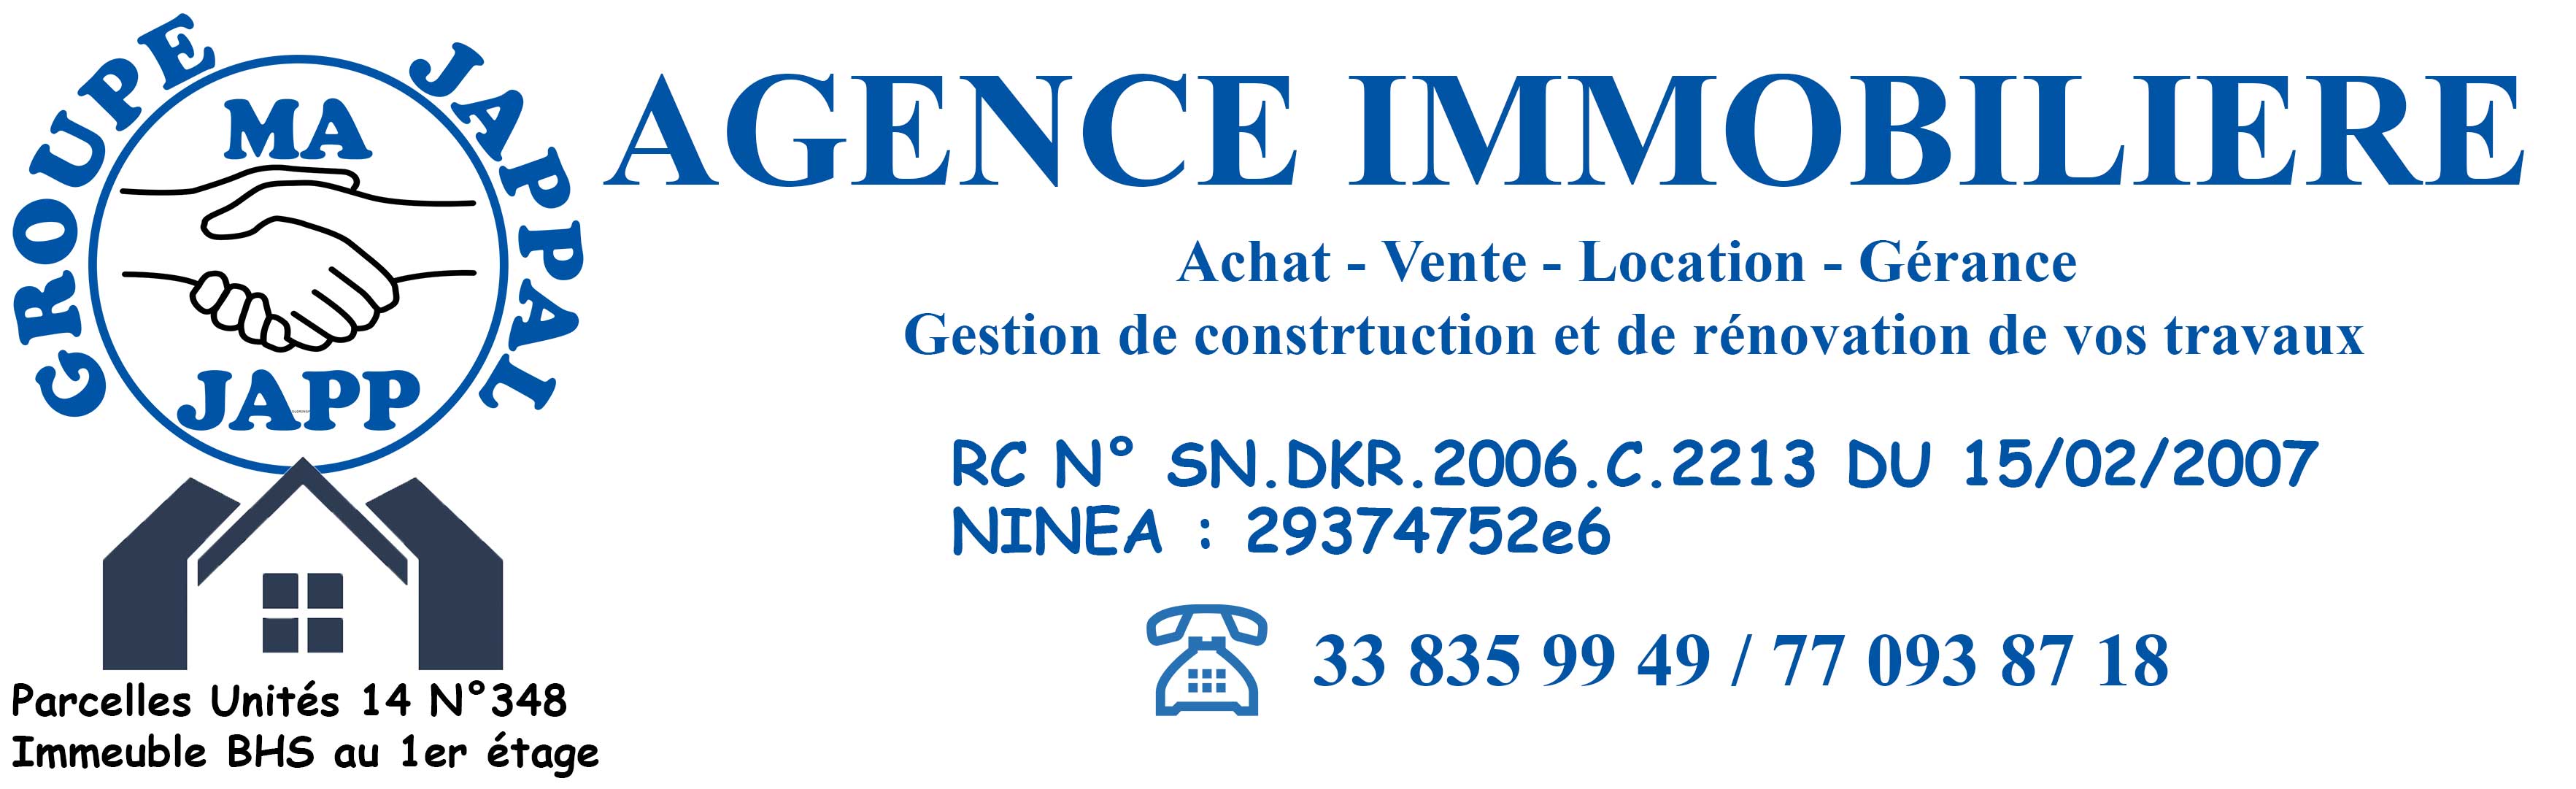 GROUPE JAPPAL
MA
JAPP
AGENCE IMMOBILIERE
Achat - Vente - Location - Gérance
Gestion de constrtuction et de rénovation de vos travaux
RC N° SN.DKR.2006.C.2213 DU 15/02/2007
NINEA : 29374752e6
33 835 99 49 / 77 093 87 18
Parcelles Unités 14 N°348
Immeuble BHS au 1er étage